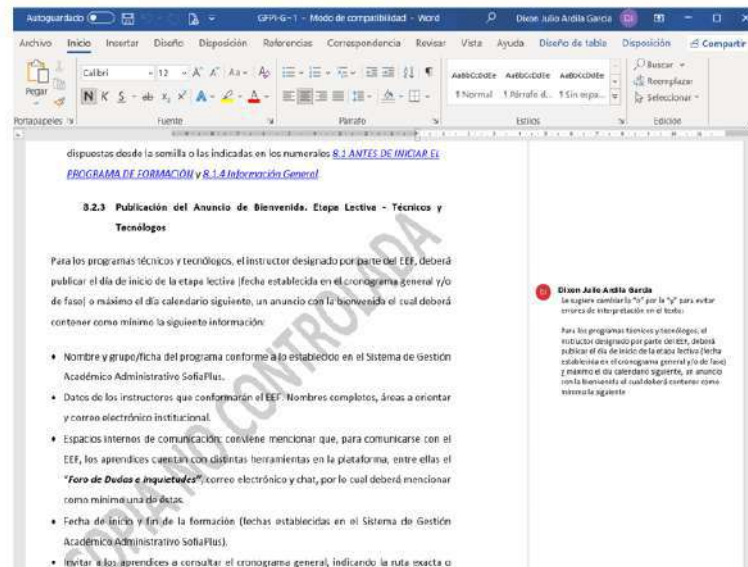 Autoguardado
GFPI-G~1 - Modo de compatibilidad - Word
Dixon Julio Ardila Garcia
Archivo Inicio Insertar Diseño Disposición Referencias Correspondencia Revisar Vista Ayuda Diseño de tabla Disposición Compartir
Pegar
Calibri 12
N K S
AaBbCcDdEe AaBbCcDdEe AaBbCcDdEe
¶ Normal ¶ Párrafo d... ¶ Sin espa...
Buscar
Reemplazar
Seleccionar
Portapapeles Fuente Párrafo Estilos Edición
dispuestas desde la semilla o las indicadas en los numerales 8.1 ANTES DE INICIAR EL
PROGRAMA DE FORMACIÓN y 8.1.4 Información General.
8.2.3 Publicación del Anuncio de Bienvenida. Etapa Lectiva - Técnicos y
Tecnólogos
Para los programas técnicos y tecnólogos, el instructor designado por parte del EEF, deberá
publicar el día de inicio de la etapa lectiva (fecha establecida en el cronograma general y/o
de fase) o máximo el día calendario siguiente, un anuncio con la bienvenida el cual deberá
contener como mínimo la siguiente información:
• Nombre y grupo/ficha del programa conforme a lo establecido en el Sistema de Gestión
Académico Administrativo SofiaPlus.
• Datos de los instructores que conformarán el EEF: Nombres completos, áreas a orientar
y correo electrónico institucional.
• Espacios internos de comunicación: conviene mencionar que, para comunicarse con el
EEF, los aprendices cuentan con distintas herramientas en la plataforma, entre ellas el
"Foro de Dudas e Inquietudes", correo electrónico y chat, por lo cual deberá mencionar
como mínimo una de éstas.
• Fecha de inicio y fin de la formación (fechas establecidas en el Sistema de Gestión
Académico Administrativo SofiaPlus).
• Invitar a los aprendices a consultar el cronograma general, indicando la ruta exacta o
COPIA NO CONTROLADA
Dixon Julio Ardila Garcia
Se sugiere cambiar la "o" por la "y" para evitar
errores de interpretación en el texto:
Para los programas técnicos y tecnólogos, el
instructor designado por parte del EEF, deberá
publicar el día de inicio de la etapa lectiva (fecha
establecida en el cronograma general y/o de fase)
y máximo el día calendario siguiente, un anuncio
con la bienvenida el cual deberá contener como
mínimo la siguiente